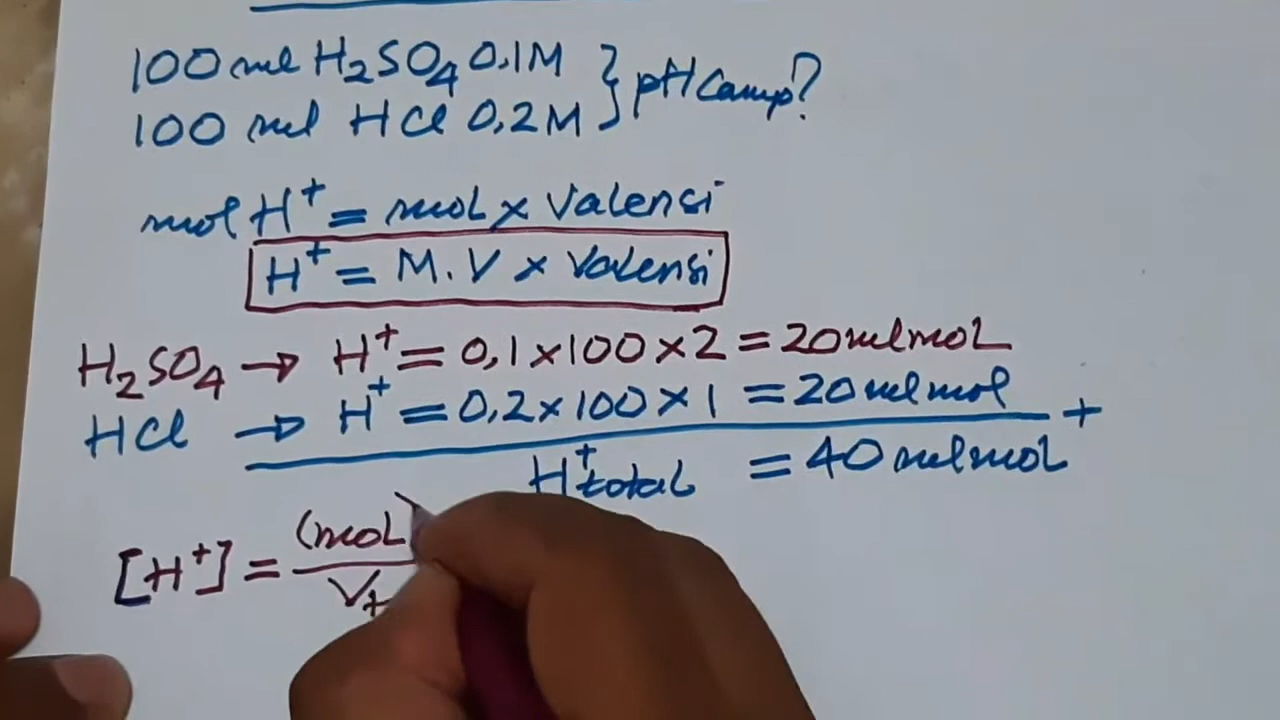 100 ml H₂SO₄ 0,1M
100 ml HCl 0,2M } pH Camp?
mol H⁺ = mol x Valensi
H⁺ = M.V x Valensi
H₂SO₄ → H⁺ = 0,1 x 100 x 2 = 20 mlmol
HCl → H⁺ = 0,2 x 100 x 1 = 20 mlmol +
H⁺total = 40 mlmol
[H⁺] = (mol)
Vt